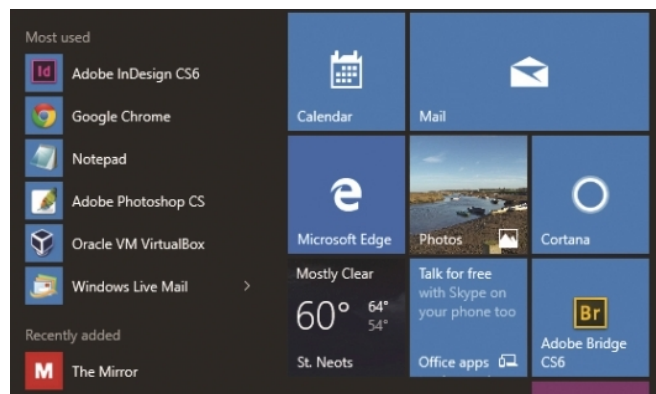 Most used
Id
Adobe InDesign CS6
Google Chrome
Notepad
Adobe Photoshop CS
Oracle VM VirtualBox
Windows Live Mail
Recently added
M
The Mirror
Calendar
Mail
Microsoft Edge
Photos
Cortana
Mostly Clear
60° 64°
54°
St. Neots
Talk for free
with Skype on
your phone too
Office apps
Br
Adobe Bridge
CS6